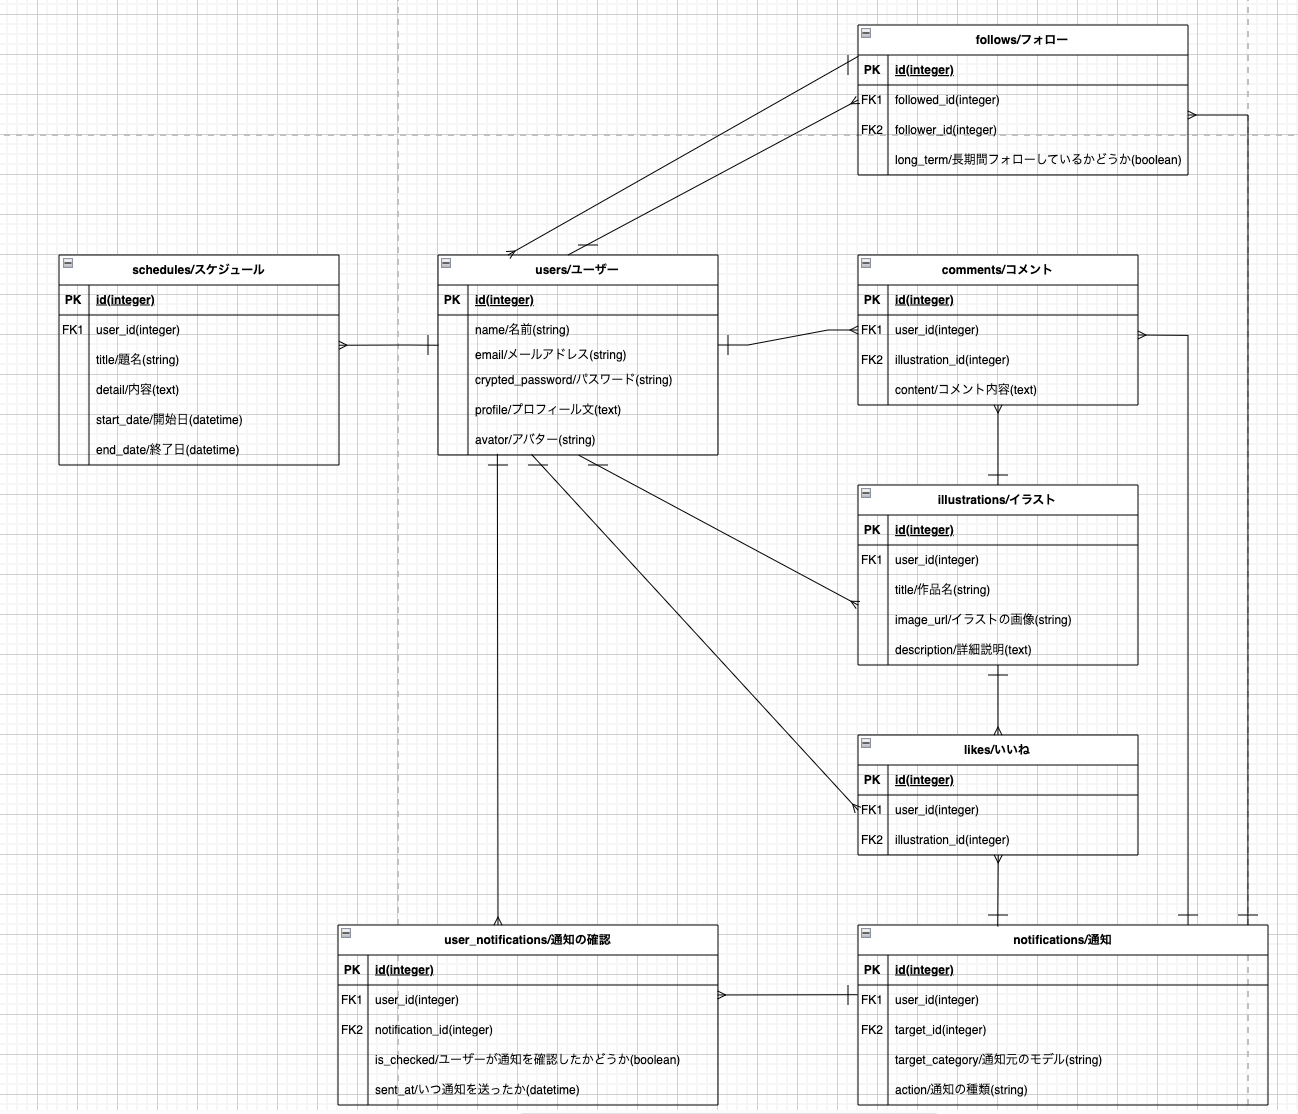 follows/フォロー
PK id(integer)
FK1 followed_id(integer)
FK2 follower_id(integer)
long_term/長期間フォローしているかどうか(boolean)
schedules/スケジュール
PK id(integer)
FK1 user_id(integer)
title/題名(string)
detail/内容(text)
start_date/開始日(datetime)
end_date/終了日(datetime)
users/ユーザー
PK id(integer)
name/名前(string)
email/メールアドレス(string)
crypted_password/パスワード(string)
profile/プロフィール文(text)
avator/アバター(string)
comments/コメント
PK id(integer)
FK1 user_id(integer)
FK2 illustration_id(integer)
content/コメント内容(text)
illustrations/イラスト
PK id(integer)
FK1 user_id(integer)
title/作品名(string)
image_url/イラストの画像(string)
description/詳細説明(text)
likes/いいね
PK id(integer)
FK1 user_id(integer)
FK2 illustration_id(integer)
user_notifications/通知の確認
PK id(integer)
FK1 user_id(integer)
FK2 notification_id(integer)
is_checked/ユーザーが通知を確認したかどうか(boolean)
sent_at/いつ通知を送ったか(datetime)
notifications/通知
PK id(integer)
FK1 user_id(integer)
FK2 target_id(integer)
target_category/通知元のモデル(string)
action/通知の種類(string)